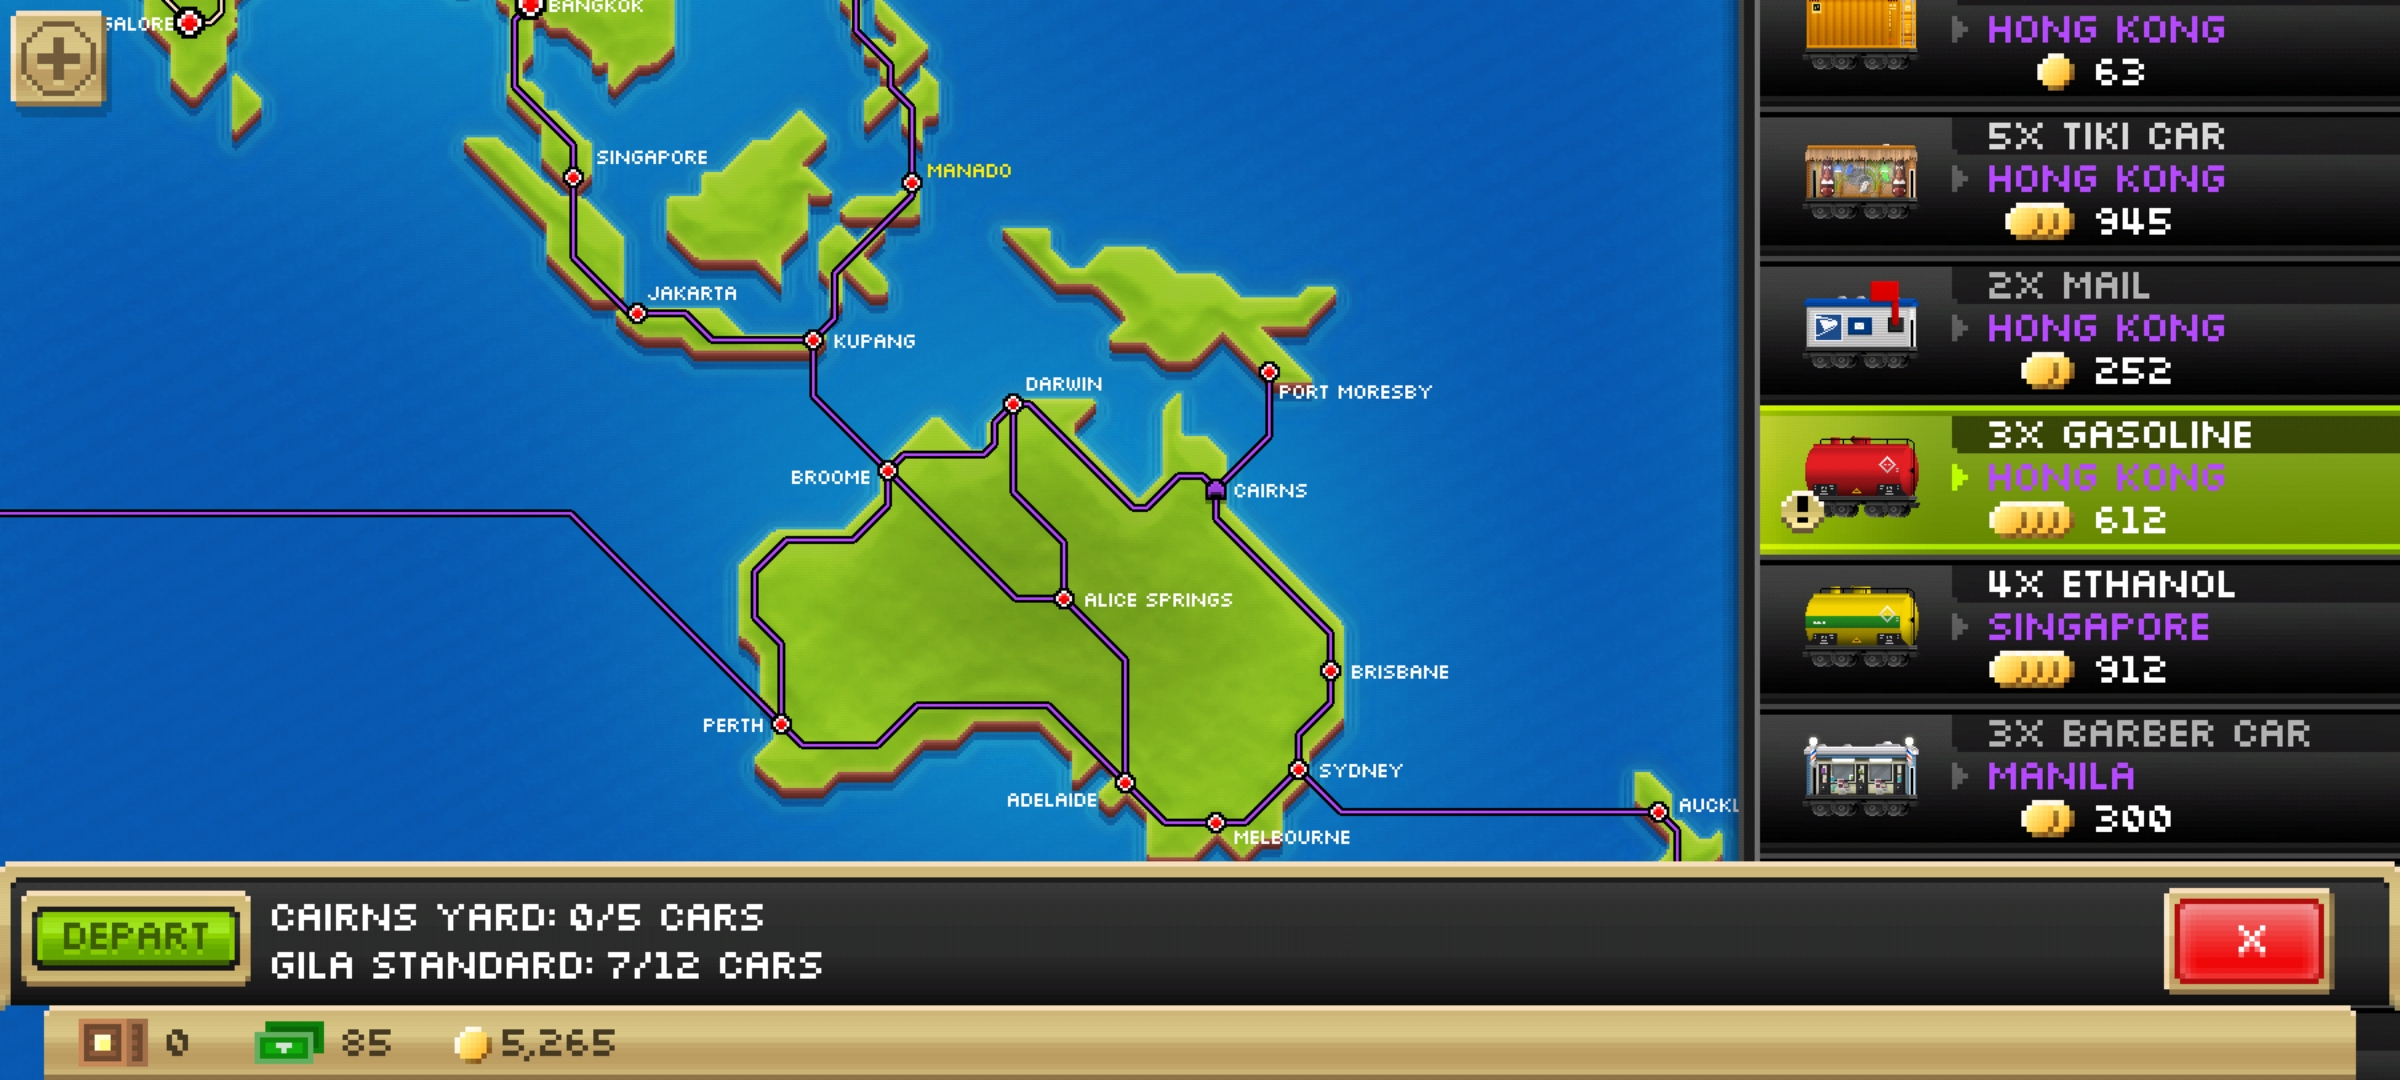 BANGKOK
SINGAPORE
MANADO
JAKARTA
KUPANG
DARWIN
PORT MORESBY
BROOME
CAIRNS
ALICE SPRINGS
BRISBANE
PERTH
SYDNEY
ADELAIDE
MELBOURNE
HONG KONG
63
5X TIKI CAR
HONG KONG
945
2X MAIL
HONG KONG
252
3X GASOLINE
HONG KONG
612
4X ETHANOL
SINGAPORE
912
3X BARBER CAR
MANILA
300
DEPART
CAIRNS YARD: 0/5 CARS
GILA STANDARD: 7/12 CARS
X
0
85
5,265